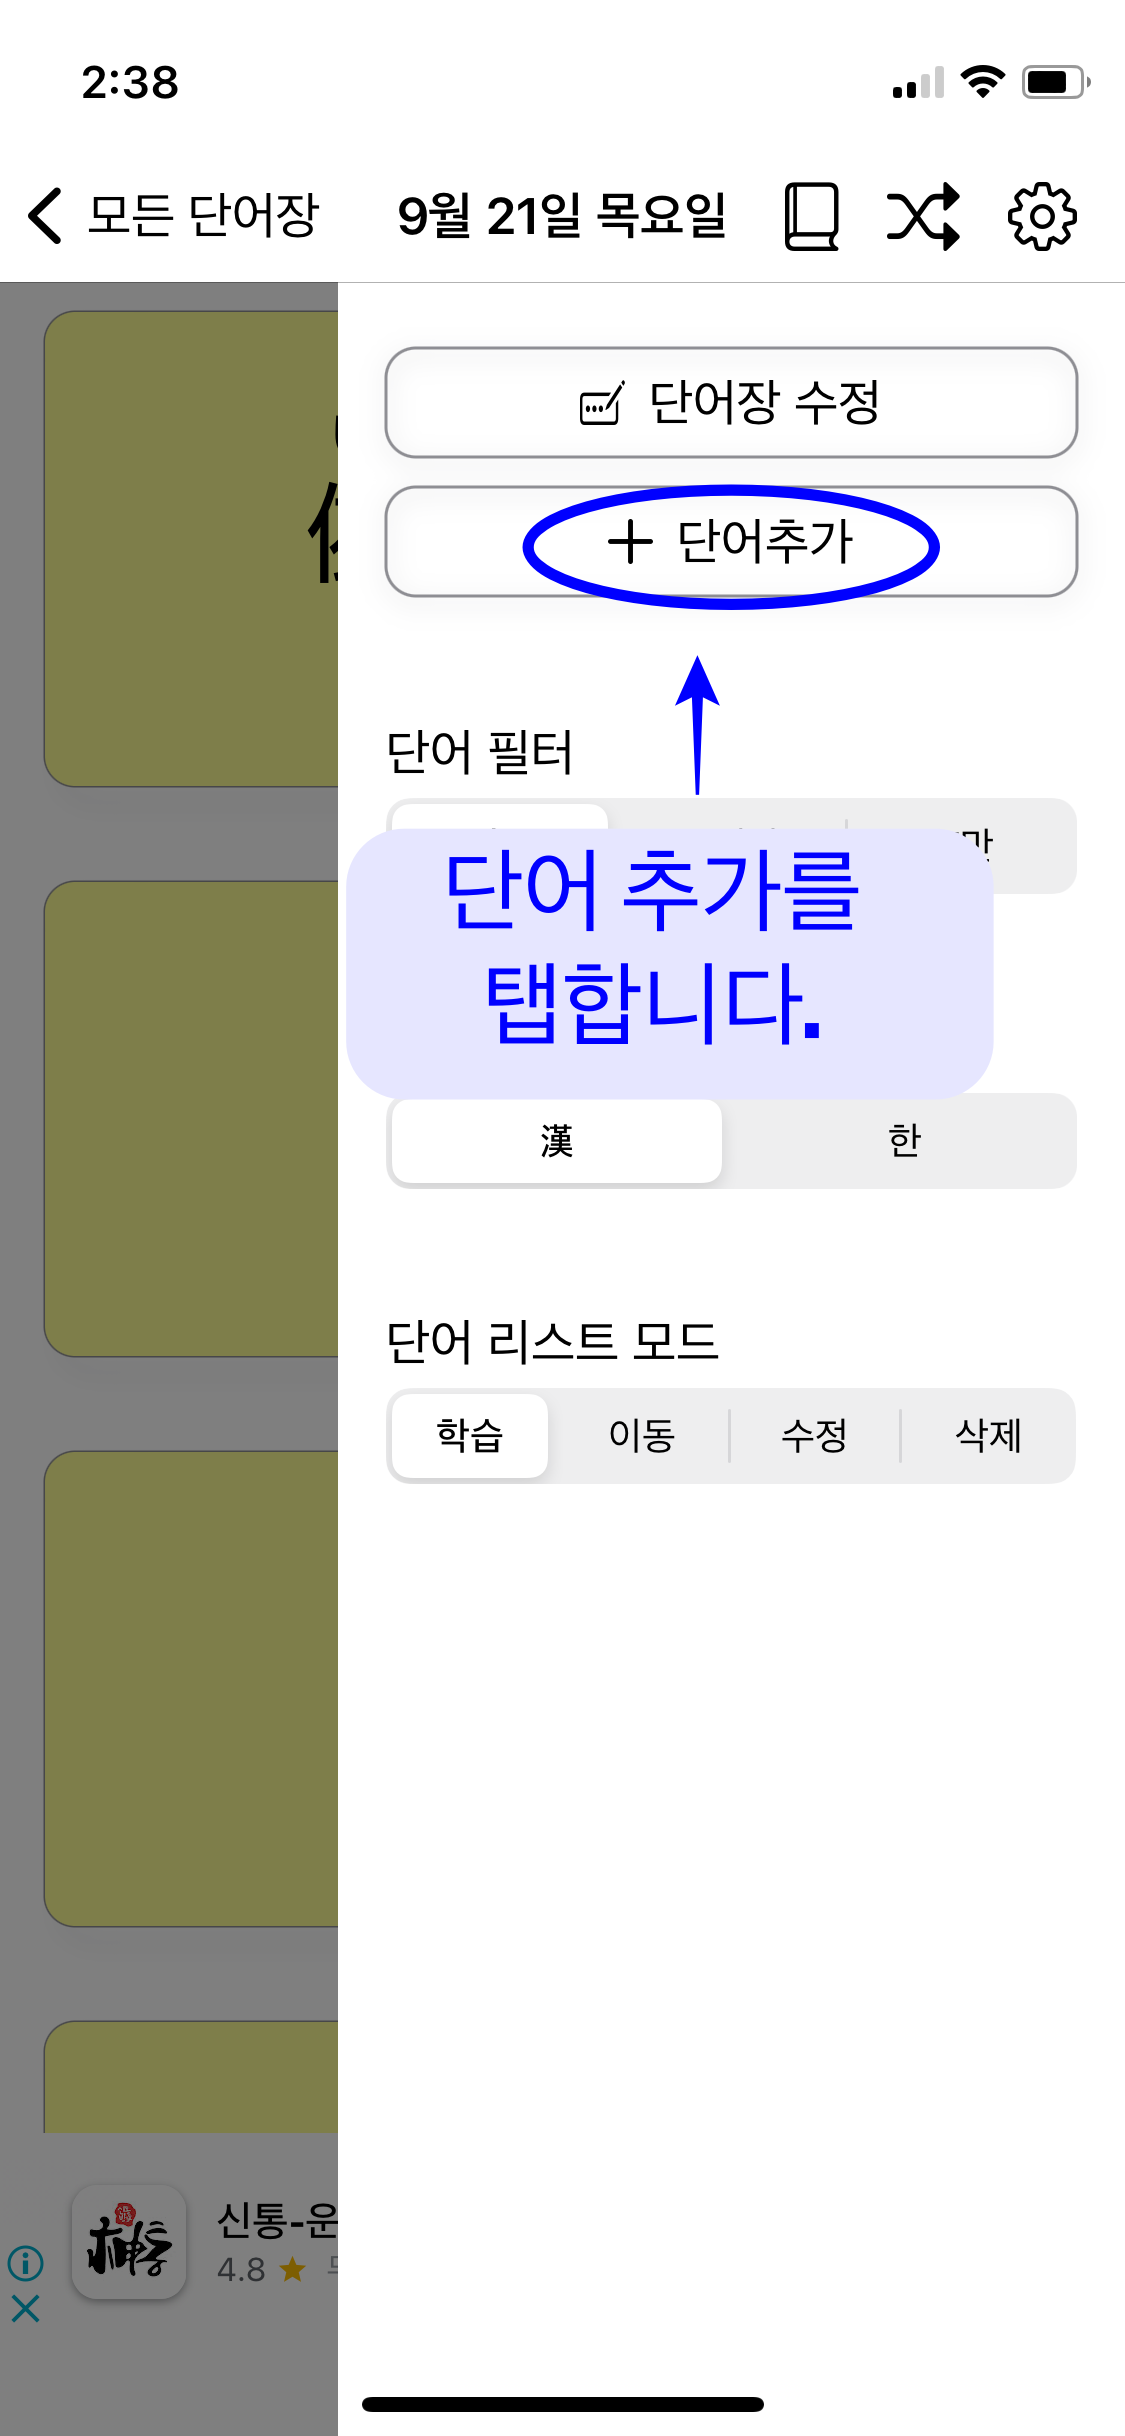 2:38
모든 단어장
9월 21일 목요일
단어장 수정
단어추가
단어 필터
단어 추가를
탭합니다.
漢
한
단어 리스트 모드
학습
이동
수정
삭제
신통-운
4.8